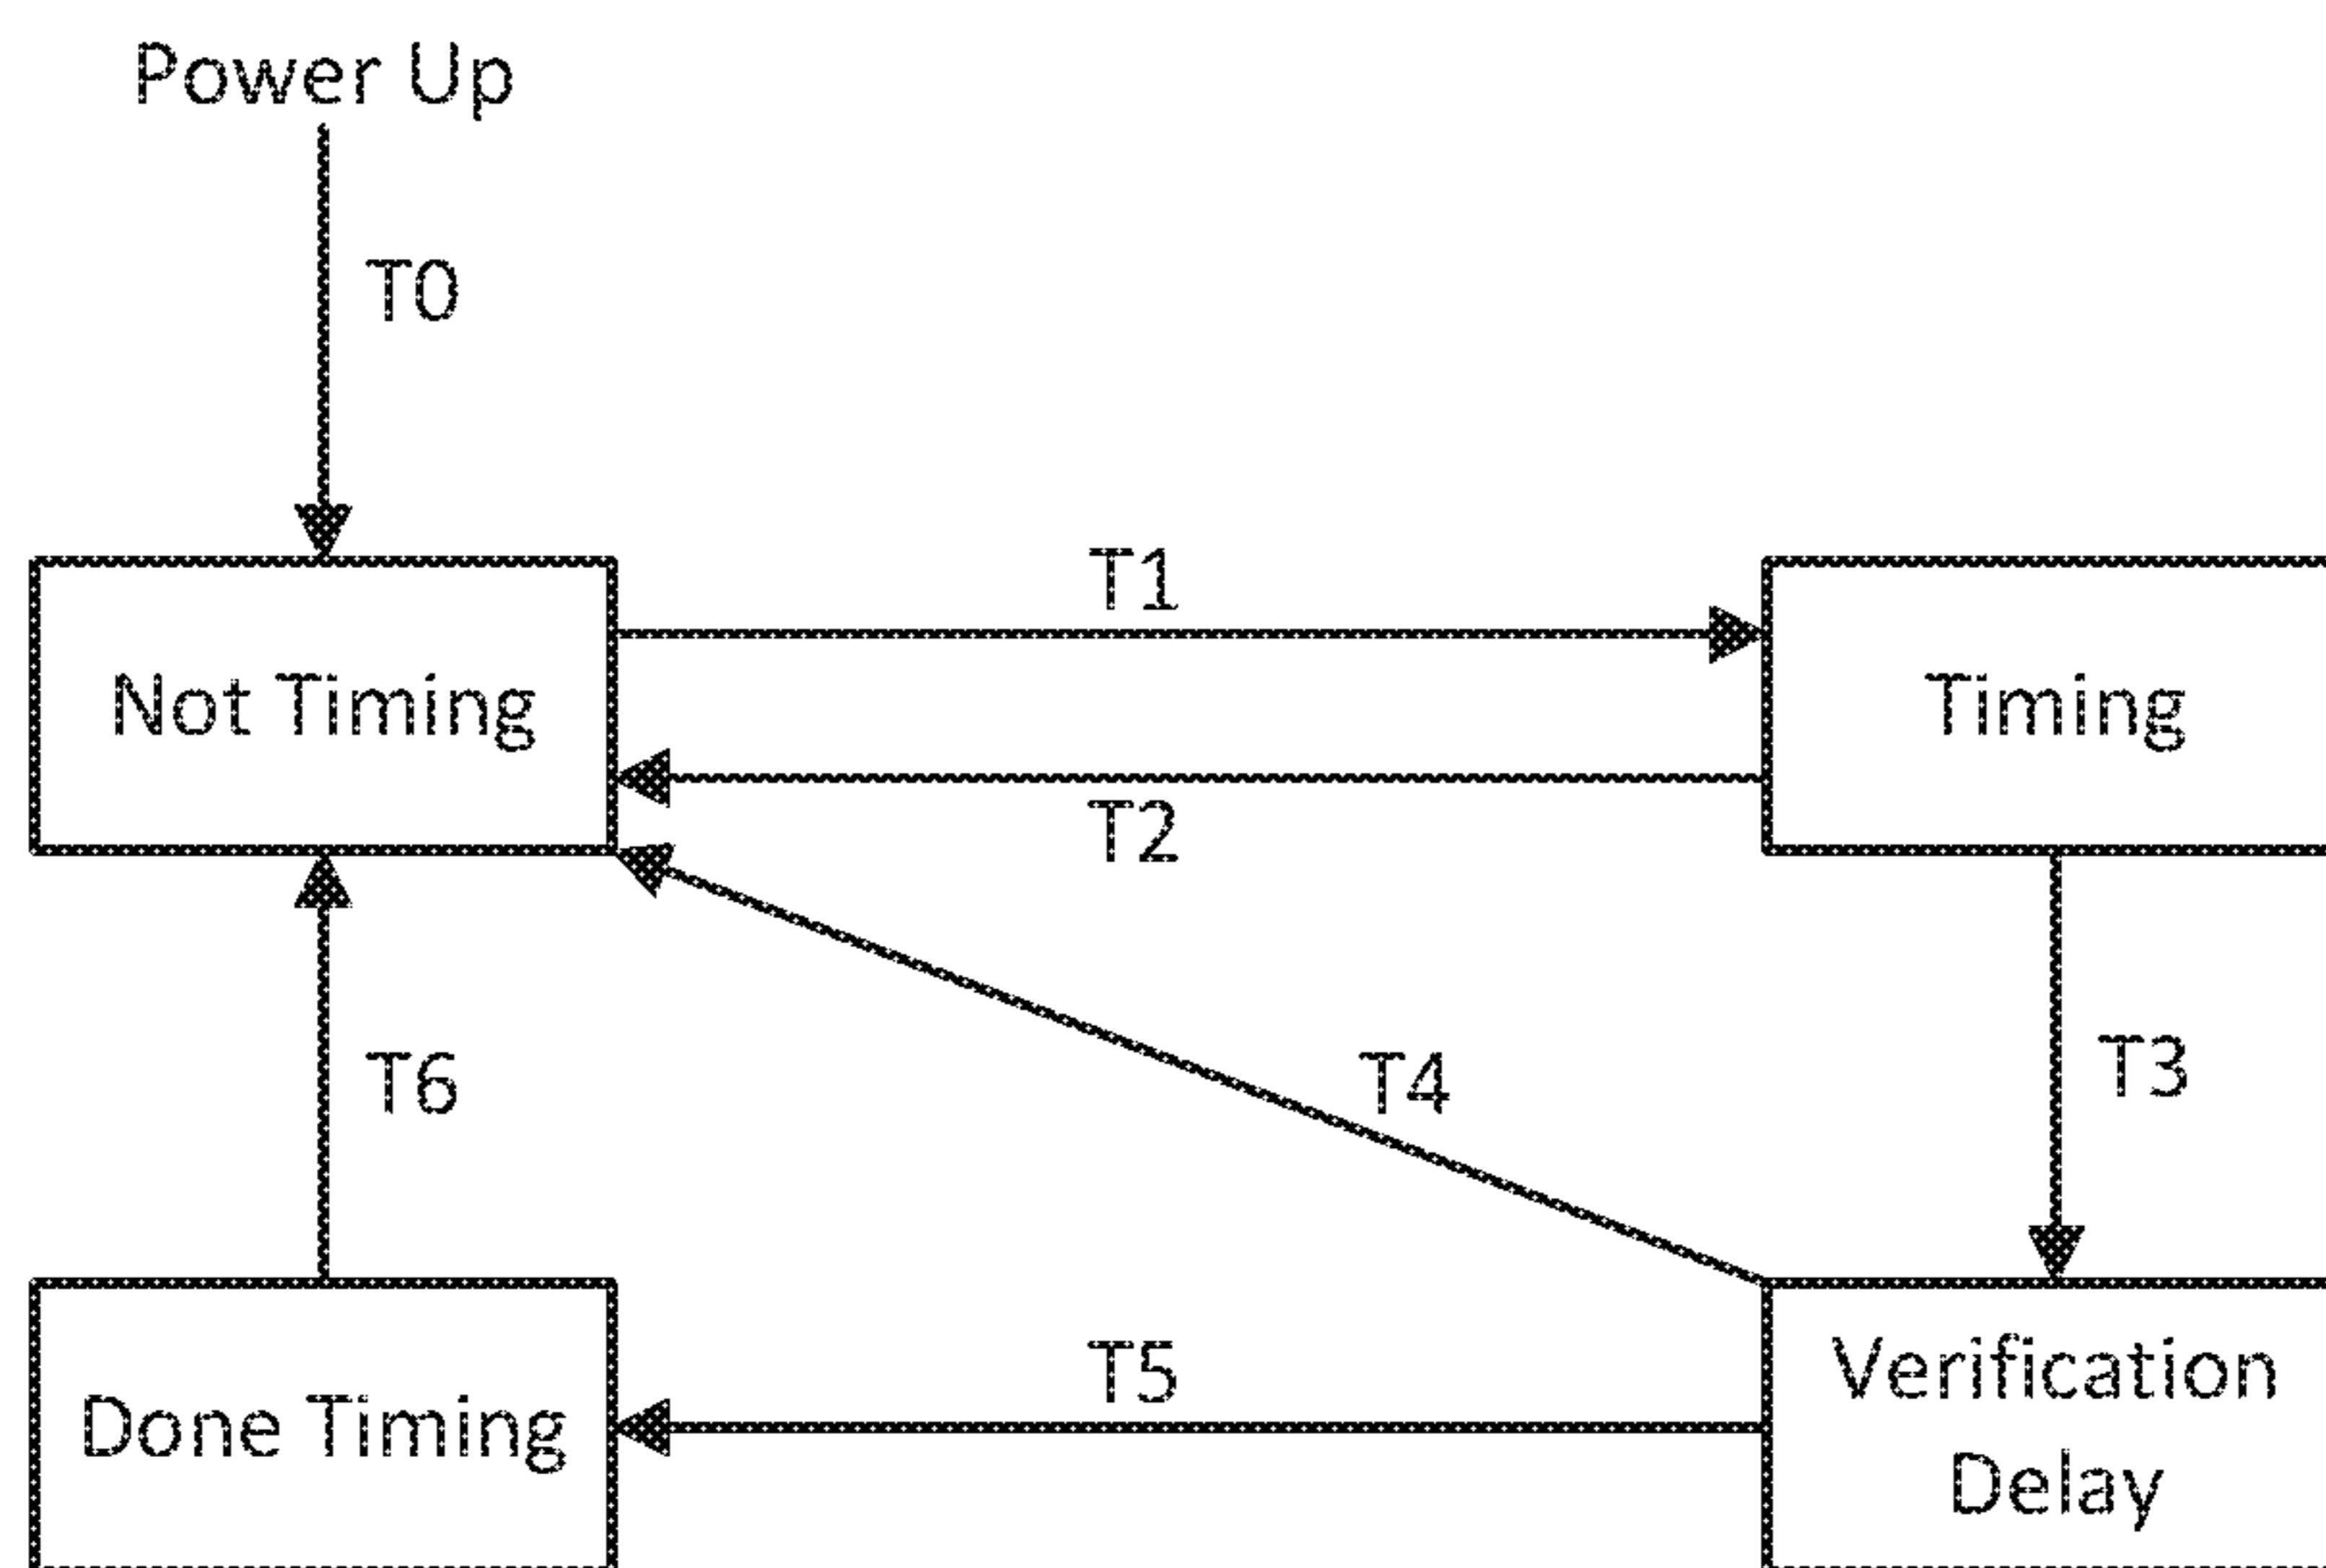 Power Up
T0
T1
Not Timing
Timing
T2
T6
T4
T3
T5
Done Timing
Verification
Delay